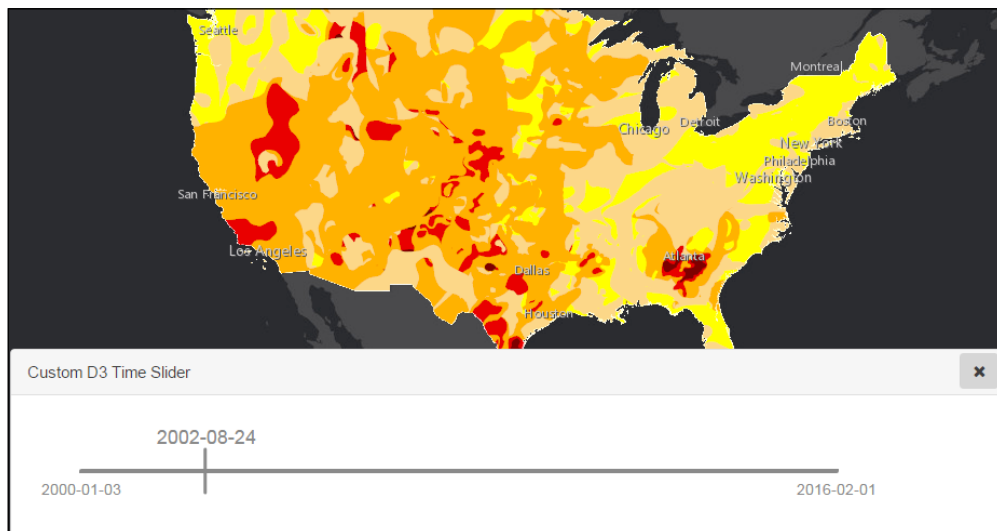 Seattle
Montreal
Chicago
Detroit
Boston
New York
Philadelphia
Washington
San Francisco
Los Angeles
Atlanta
Dallas
Houston
Custom D3 Time Slider
2002-08-24
2000-01-03
2016-02-01